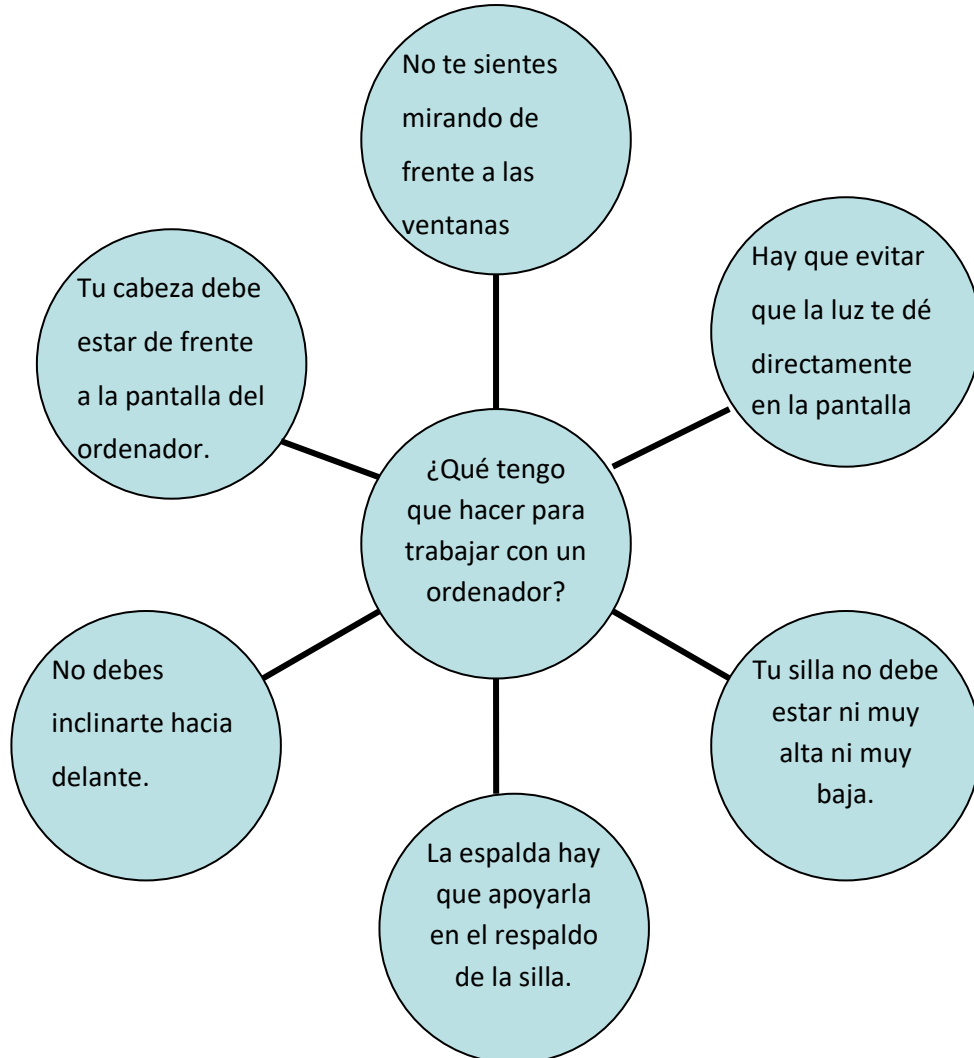 No te sientes
mirando de
frente a las
ventanas
Hay que evitar
que la luz te dé
directamente
en la pantalla
Tu cabeza debe
estar de frente
a la pantalla del
ordenador.
¿Qué tengo
que hacer para
trabajar con un
ordenador?
No debes
inclinarte hacia
delante.
Tu silla no debe
estar ni muy
alta ni muy
baja.
La espalda hay
que apoyarla
en el respaldo
de la silla.